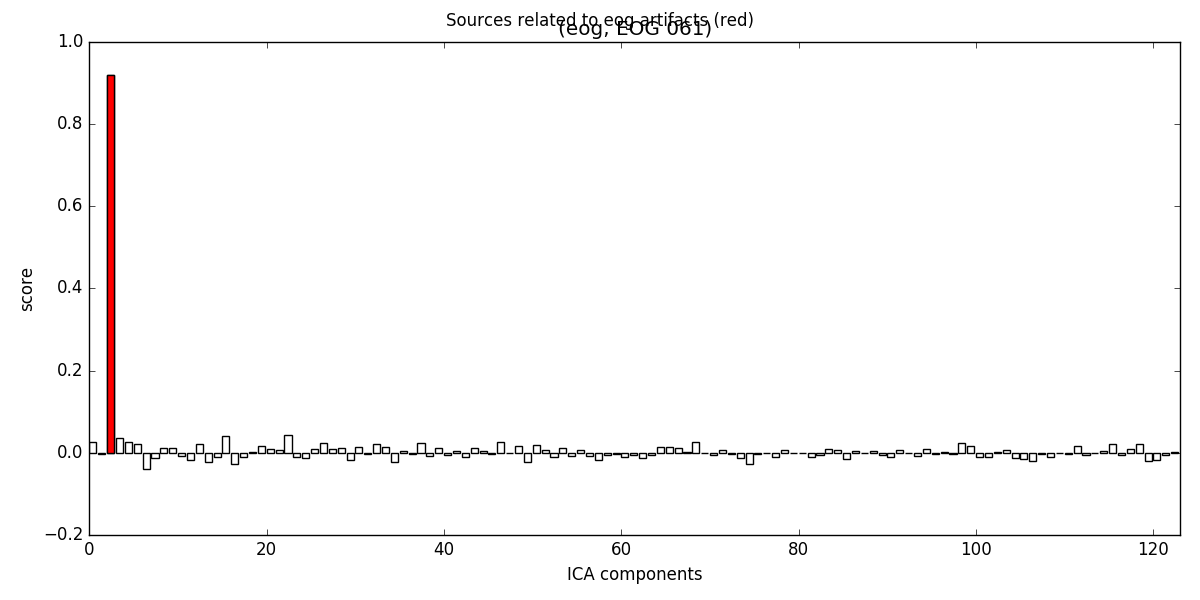 Sources related to eog artifacts (red)
(eog, EOG 061)
1.0
0.8
0.6
0.4
0.2
0.0
−0.2
score
0 20 40 60 80 100 120
ICA components